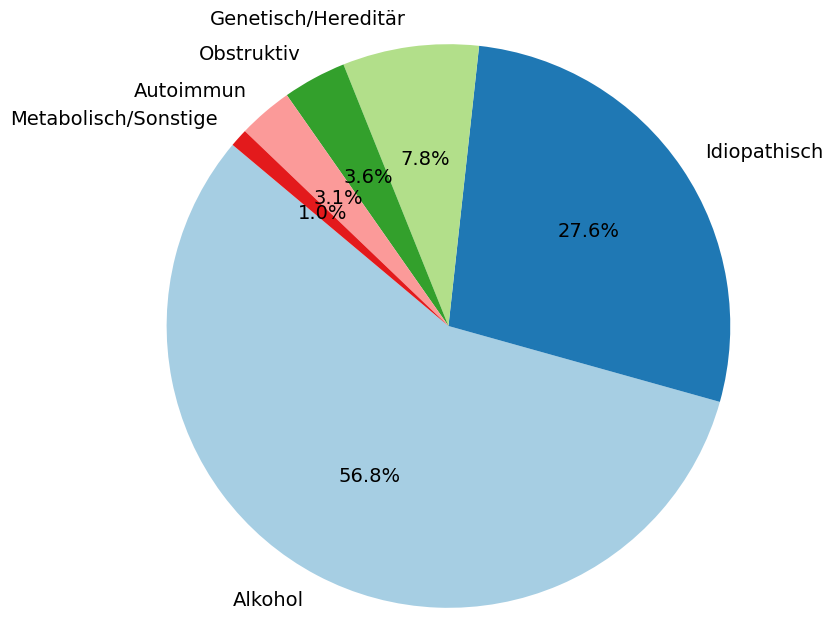 Genetisch/Hereditär
Obstruktiv
Autoimmun
Metabolisch/Sonstige
Idiopathisch
7.8%
3.6%
3.1%
1.0%
27.6%
56.8%
Alkohol